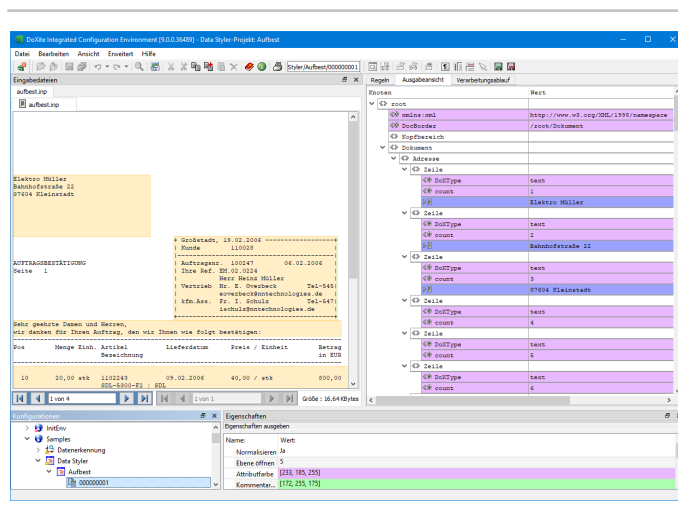 DoXite Integrated Configuration Environment [9.0.0.36489] - Data Styler-Projekt: Aufbest
Datei Bearbeiten Ansicht Erweitert Hilfe
Styler/Aufbest/000000001
Eingabedateien
aufbest.inp
aufbest.inp
Elektro Müller
Bahnhofstraße 22
87604 Kleinstadt
+ Großstadt, 19.02.2006 ------------------+
| Kunde 110028 |
|-----------------------------------------|
AUFTRAGSBESTÄTIGUNG | Auftragsnr. 100247 06.02.2006 |
Seite 1 | Ihre Ref. EM.02.0224 |
Herr Heinz Müller |
| Vertrieb Hr. E. Overbeck Tel-545|
eoverbeck@nntechnologies.de |
| kfm.Ass. Fr. I. Schulz Tel-547|
ischulz@nntechnologies.de |
+-----------------------------------------+
Sehr geehrte Damen und Herren,
wir danken für Ihren Auftrag, den wir Ihnen wie folgt bestätigen:
Pos Menge Einh. Artikel Lieferdatum Preis / Einheit Betrag
Bezeichnung in EUR
10 20,00 stk 1102243 09.02.2006 40,00 / stk 800,00
SDL-5300-F2 : SDL
1 von 4
1 von 1
Größe : 16.64 KBytes
Regeln Ausgabeansicht Verarbeitungsablauf
Knoten Wert
root
xmlns:xml http://www.w3.org/XML/1998/namespace
DocBorder /root/Dokument
Kopfbereich
Dokument
Adresse
Zeile
DoXType text
count 1
Elektro Müller
Zeile
DoXType text
count 2
Bahnhofstraße 22
Zeile
DoXType text
count 3
87604 Kleinstadt
Zeile
DoXType text
count 4
Zeile
DoXType text
count 5
Zeile
DoXType text
count 6
Konfigurationen
InitEnv
Samples
Datenerkennung
Data Styler
Aufbest
000000001
Eigenschaften
Eigenschaften ausgeben
Name: Wert:
Normalisieren Ja
Ebene öffnen 5
Attributfarbe [233, 185, 255]
Kommentar... [172, 255, 175]